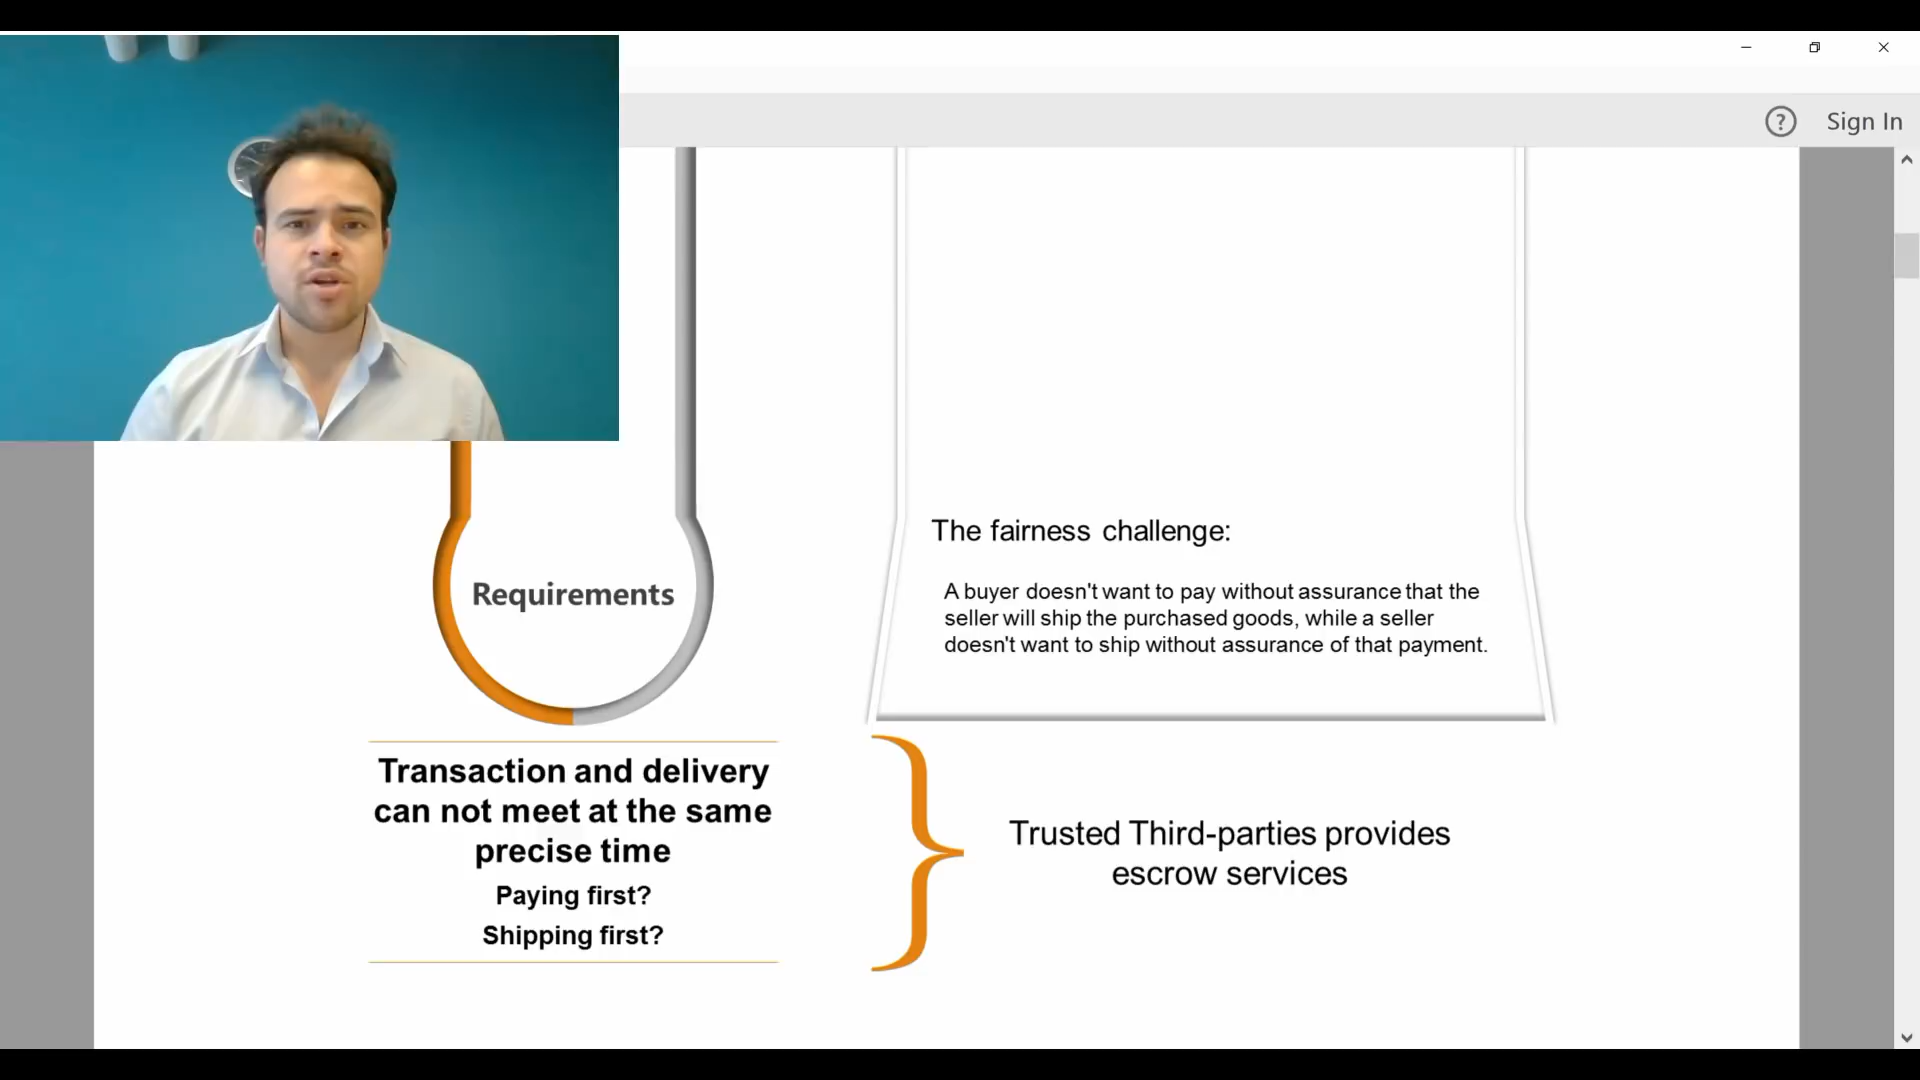 Sign In
Requirements
The fairness challenge:
A buyer doesn't want to pay without assurance that the
seller will ship the purchased goods, while a seller
doesn't want to ship without assurance of that payment.
Transaction and delivery
can not meet at the same
precise time
Paying first?
Shipping first?
Trusted Third-parties provides
escrow services